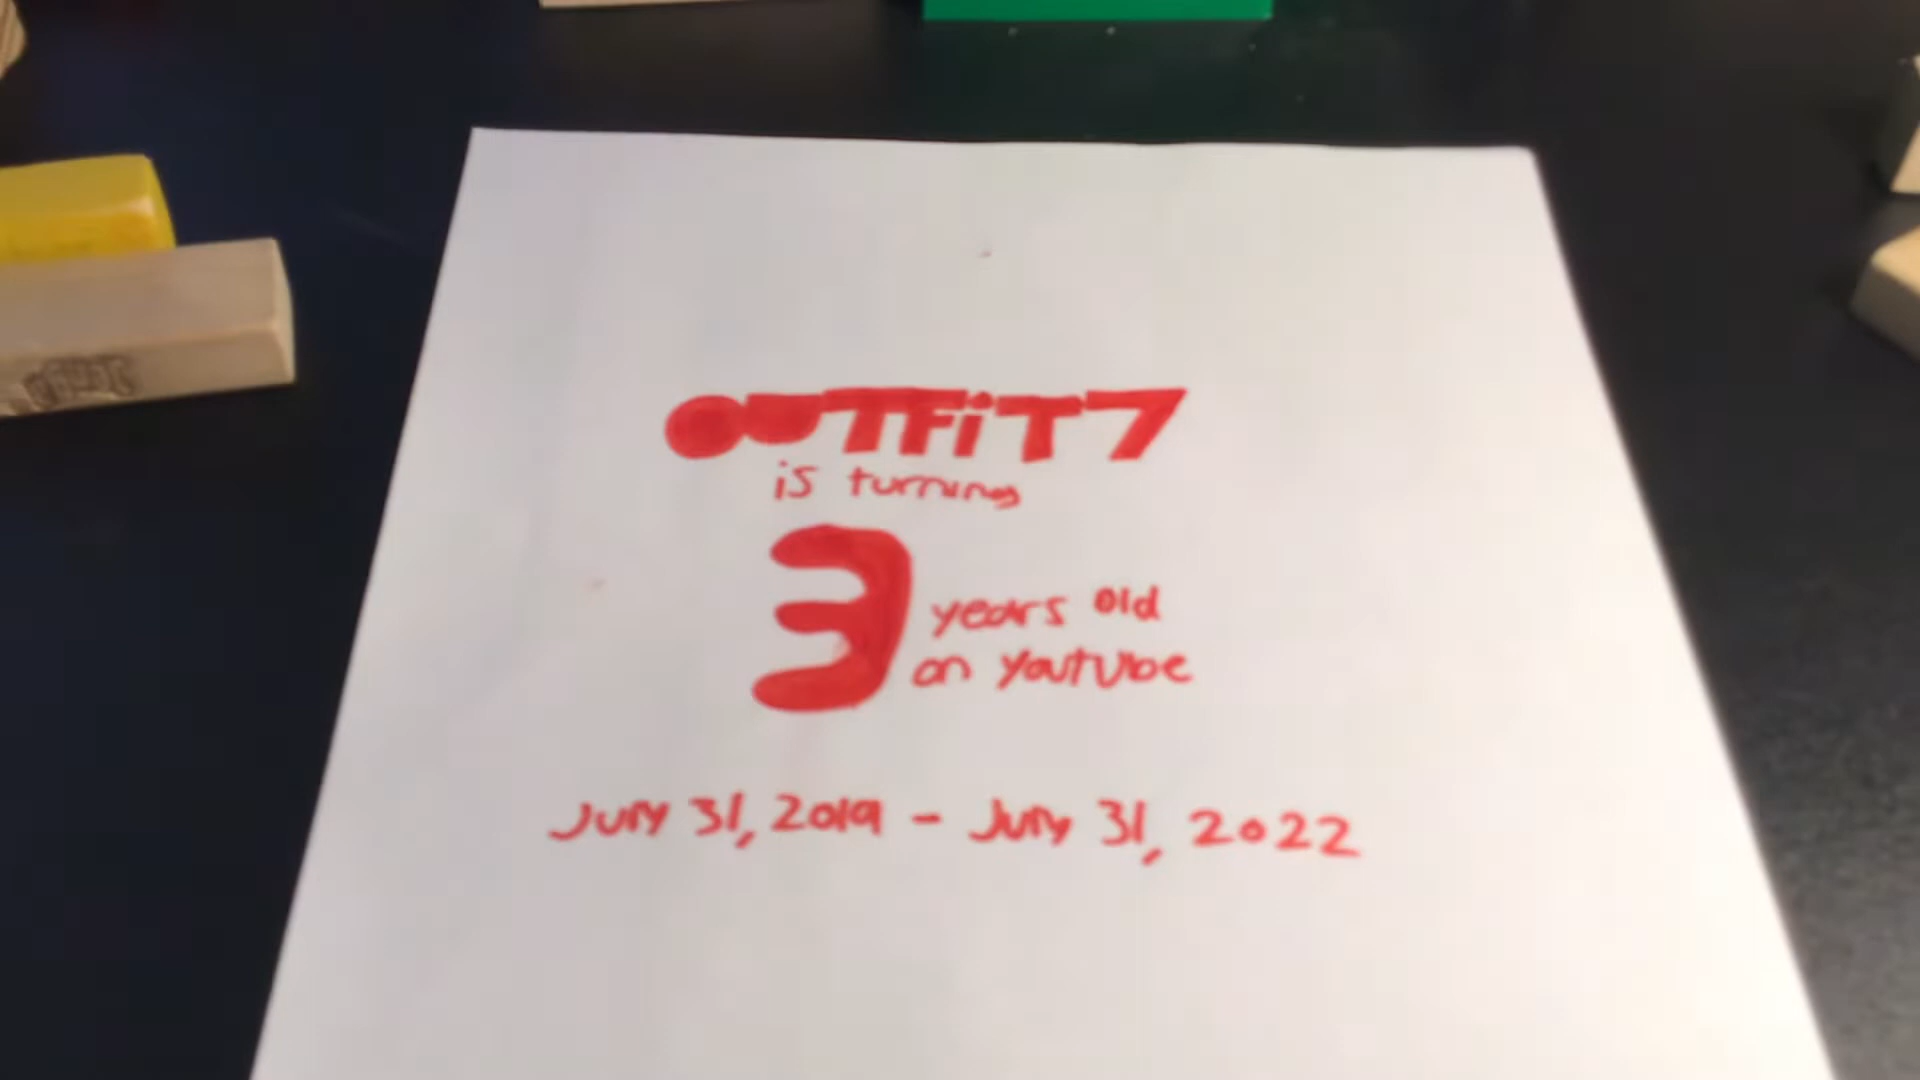 OUTFiT7
is turning
3
years old
on youtube
July 31, 2019 - July 31, 2022